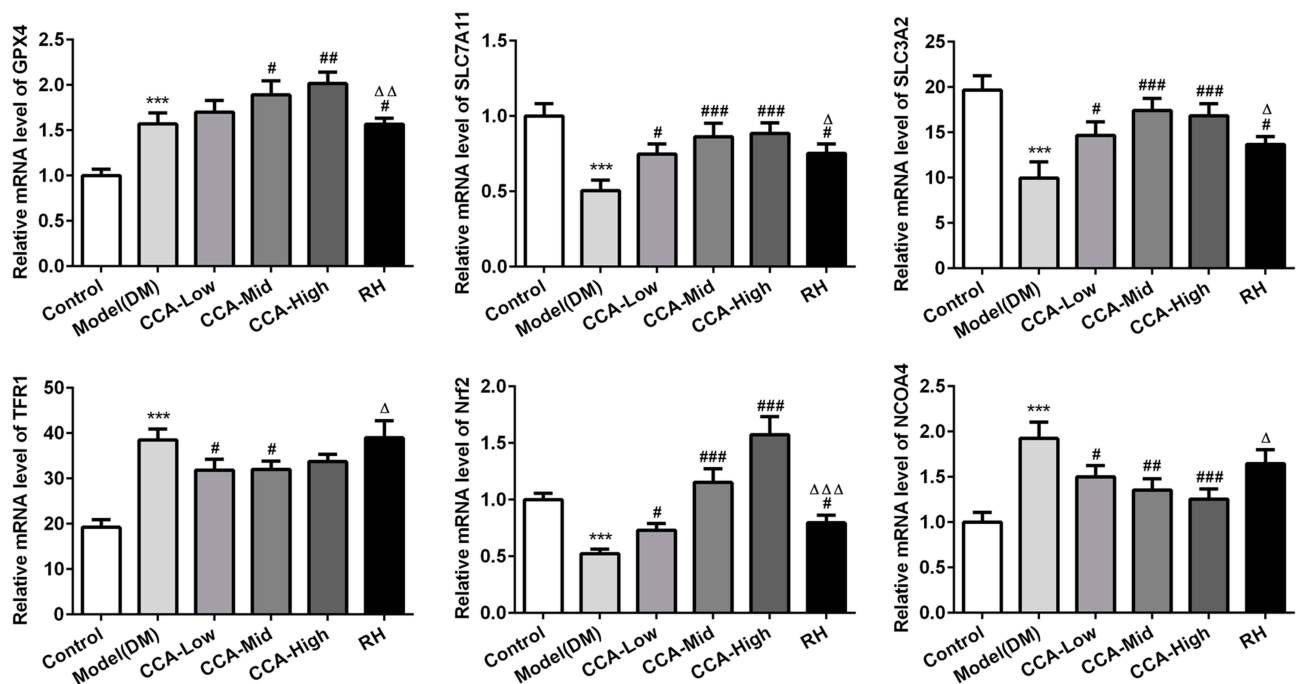 Relative mRNA level of GPX4
2.5
2.0
1.5
1.0
0.5
0.0
***
#
##
Δ Δ
#
Control
Model(DM)
CCA-Low
CCA-Mid
CCA-High
RH
Relative mRNA level of SLC7A11
1.5
1.0
0.5
0.0
***
#
###
###
Δ
#
Control
Model(DM)
CCA-Low
CCA-Mid
CCA-High
RH
Relative mRNA level of SLC3A2
25
20
15
10
5
0
***
#
###
###
Δ
#
Control
Model(DM)
CCA-Low
CCA-Mid
CCA-High
RH
Relative mRNA level of TFR1
50
40
30
20
10
0
***
#
#
Δ
Control
Model(DM)
CCA-Low
CCA-Mid
CCA-High
RH
Relative mRNA level of Nrf2
2.0
1.5
1.0
0.5
0.0
***
#
###
###
Δ Δ Δ
#
Control
Model(DM)
CCA-Low
CCA-Mid
CCA-High
RH
Relative mRNA level of NCOA4
2.5
2.0
1.5
1.0
0.5
0.0
***
#
##
###
Δ
Control
Model(DM)
CCA-Low
CCA-Mid
CCA-High
RH